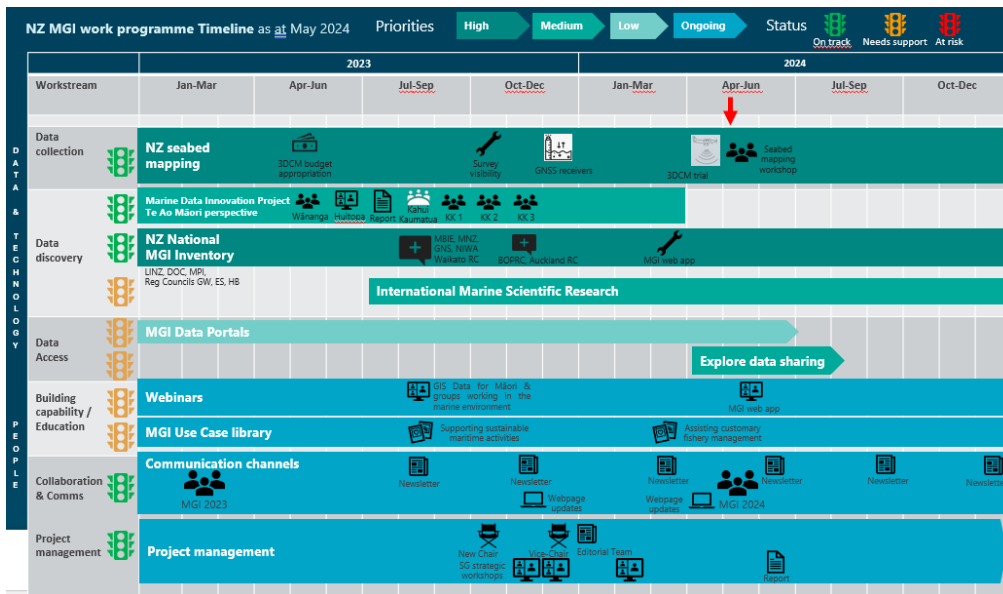 NZ MGI work programme Timeline as at May 2024
Priorities
High
Medium
Low
Ongoing
Status
On track
Needs support
At risk
2023
2024
Workstream
Jan-Mar
Apr-Jun
Jul-Sep
Oct-Dec
Jan-Mar
Apr-Jun
Jul-Sep
Oct-Dec
DATA & TECHNOLOGY
Data
collection
NZ seabed
mapping
3DCM budget
appropriation
Survey
visibility
GNSS receivers
3DCM trial
Seabed
mapping
workshop
Data
discovery
Marine Data Innovation Project
Te Ao Māori perspective
Wānanga
Huitopa
Report
Kahui
Kaumatua
KK 1
KK 2
KK 3
NZ National
MGI Inventory
MBIE, MNZ,
GNS, NIWA
Waikato RC
BOPRC, Auckland RC
MGI web app
LINZ, DOC, MPI,
Reg Councils GW, ES, HB
International Marine Scientific Research
Data
Access
MGI Data Portals
Explore data sharing
PEOPLE
Building
capability /
Education
Webinars
GIS Data for Māori &
groups working in the
marine environment
MGI web app
MGI Use Case library
Supporting sustainable
maritime activities
Assisting customary
fishery management
Collaboration
& Comms
Communication channels
MGI 2023
Newsletter
Newsletter
Webpage
updates
Newsletter
Webpage
updates
MGI 2024
Newsletter
Newsletter
Newslette
Project
management
Project management
New Chair
SG strategic
workshops
Vice-Chair
Editorial Team
Report